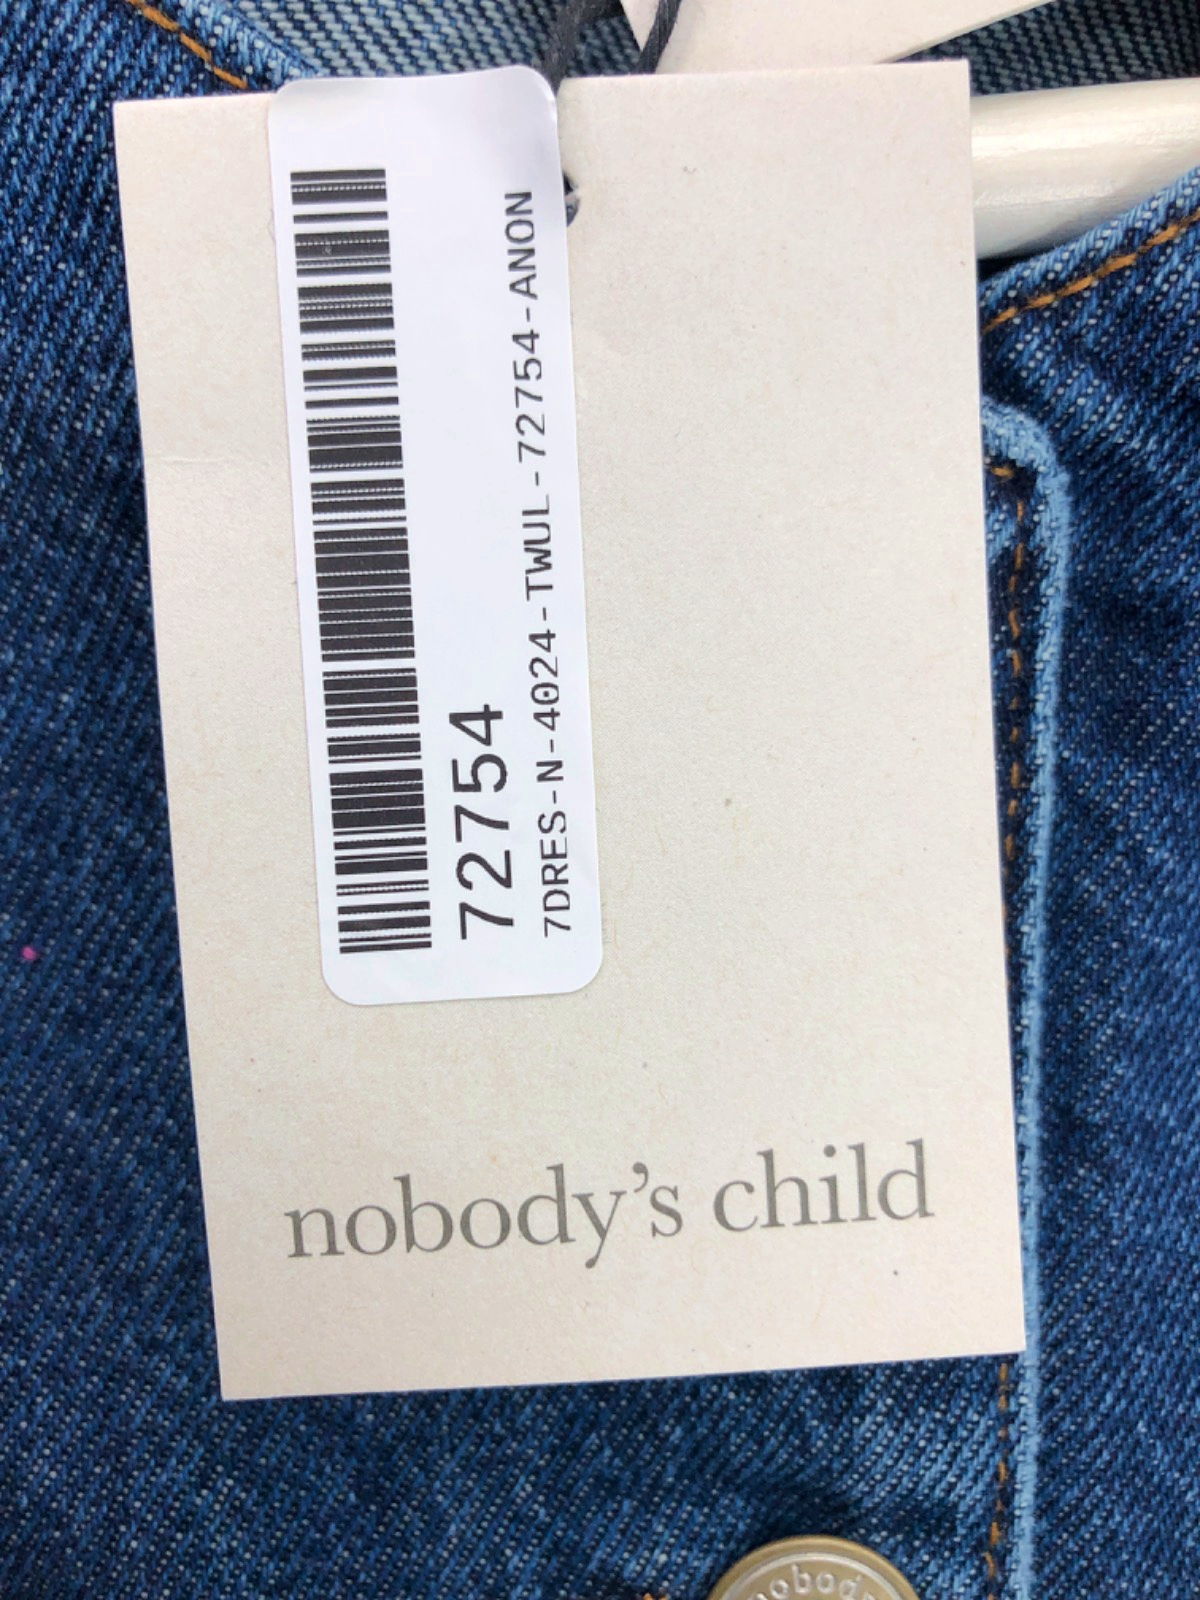 72754
7DRES-N-4024-TWUL-72754-ANON
nobody's child